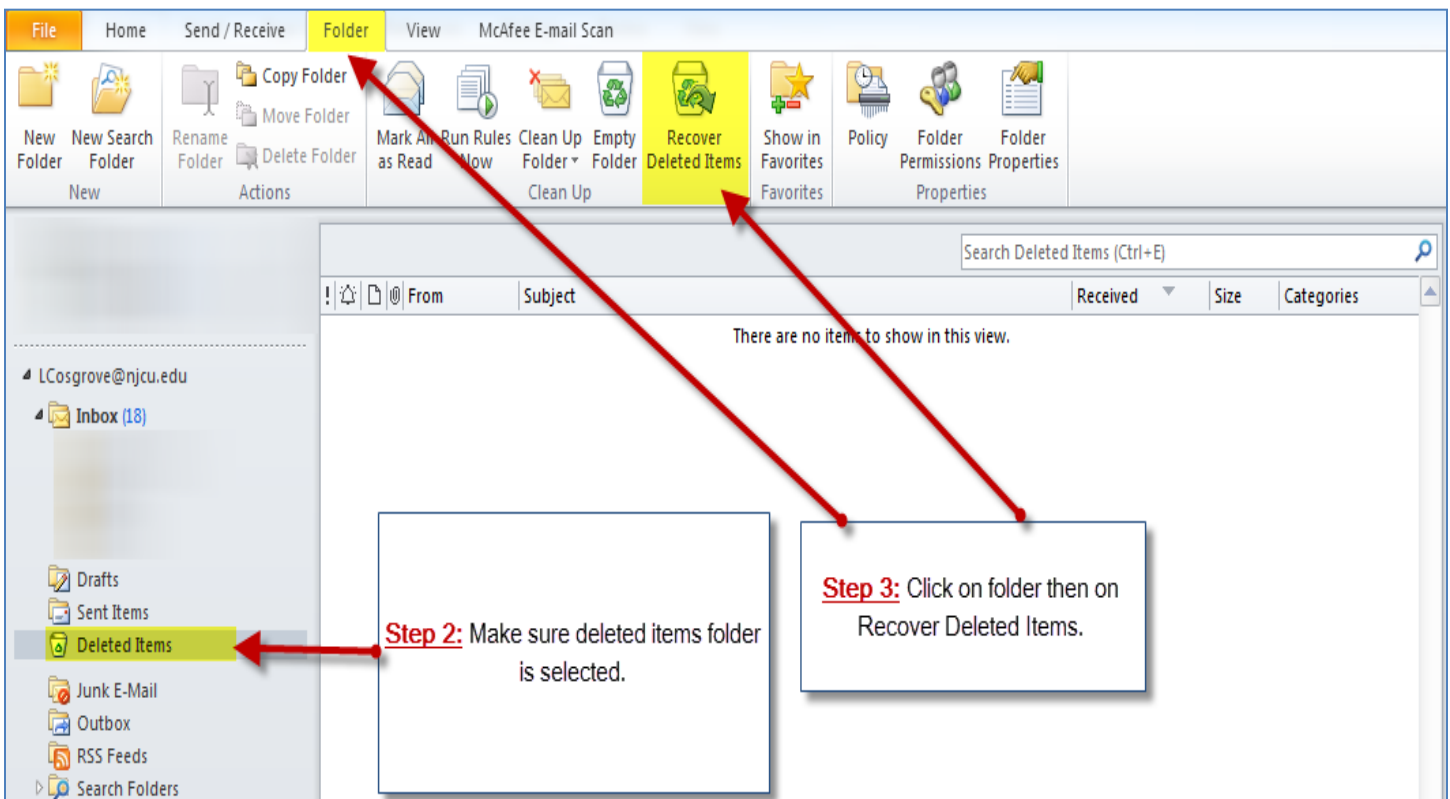 File Home Send / Receive Folder View McAfee E-mail Scan
New Folder
New Search Folder
New
Rename Folder
Copy Folder
Move Folder
Delete Folder
Actions
Mark All as Read
Run Rules Now
Clean Up Folder
Empty Folder
Recover Deleted Items
Clean Up
Show in Favorites
Favorites
Policy
Folder Permissions
Folder Properties
Properties
Search Deleted Items (Ctrl+E)
! From Subject Received Size Categories
There are no items to show in this view.
LCosgrove@njcu.edu
Inbox (18)
Drafts
Sent Items
Deleted Items
Junk E-Mail
Outbox
RSS Feeds
Search Folders
Step 2: Make sure deleted items folder
is selected.
Step 3: Click on folder then on
Recover Deleted Items.